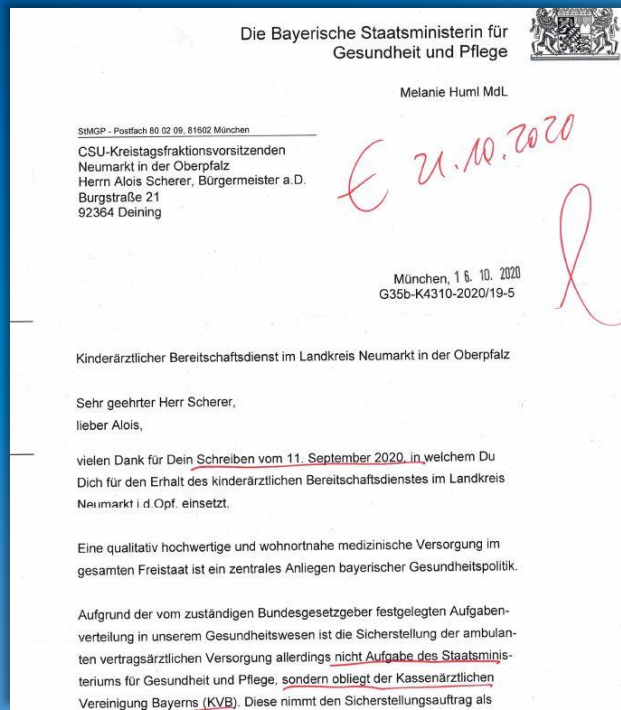 Die Bayerische Staatsministerin für
Gesundheit und Pflege
Melanie Huml MdL
StMGP - Postfach 80 02 09, 81602 München
€ 21.10.2020
CSU-Kreistagsfraktionsvorsitzenden
Neumarkt in der Oberpfalz
Herrn Alois Scherer, Bürgermeister a.D.
Burgstraße 21
92364 Deining
München, 16. 10. 2020
G35b-K4310-2020/19-5
Kinderärztlicher Bereitschaftsdienst im Landkreis Neumarkt in der Oberpfalz
Sehr geehrter Herr Scherer,
lieber Alois,
vielen Dank für Dein Schreiben vom 11. September 2020, in welchem Du
Dich für den Erhalt des kinderärztlichen Bereitschaftsdienstes im Landkreis
Neumarkt i.d.Opf. einsetzt.
Eine qualitativ hochwertige und wohnortnahe medizinische Versorgung im
gesamten Freistaat ist ein zentrales Anliegen bayerischer Gesundheitspolitik.
Aufgrund der vom zuständigen Bundesgesetzgeber festgelegten Aufgaben-
verteilung in unserem Gesundheitswesen ist die Sicherstellung der ambulan-
ten vertragsärztlichen Versorgung allerdings nicht Aufgabe des Staatsminis-
teriums für Gesundheit und Pflege, sondern obliegt der Kassenärztlichen
Vereinigung Bayerns (KVB). Diese nimmt den Sicherstellungsauftrag als